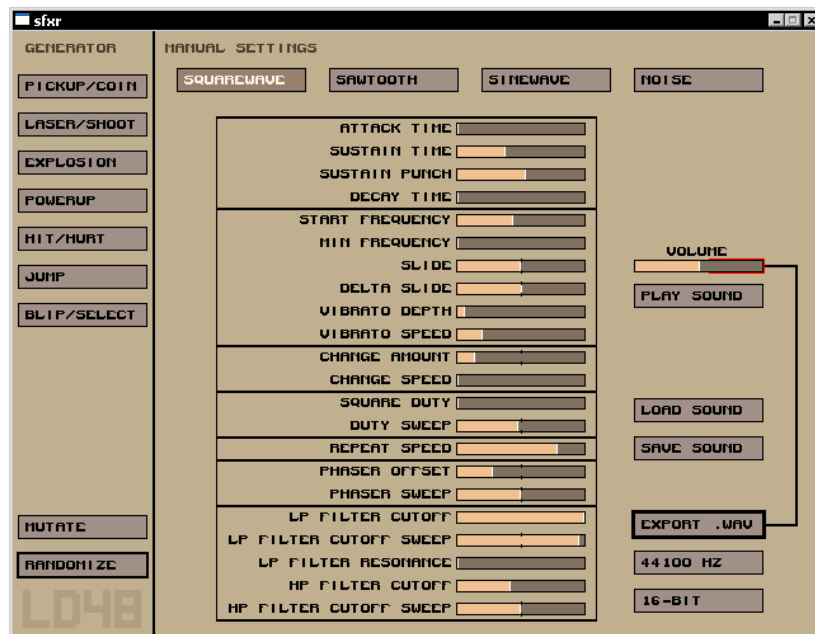 sfxr
GENERATOR
PICKUP/COIN
LASER/SHOOT
EXPLOSION
POWERUP
HIT/HURT
JUMP
BLIP/SELECT
MUTATE
RANDOMIZE
LD48
MANUAL SETTINGS
SQUAREWAVE
SAWTOOTH
SINEWAVE
NOISE
ATTACK TIME
SUSTAIN TIME
SUSTAIN PUNCH
DECAY TIME
START FREQUENCY
MIN FREQUENCY
SLIDE
DELTA SLIDE
VIBRATO DEPTH
VIBRATO SPEED
CHANGE AMOUNT
CHANGE SPEED
SQUARE DUTY
DUTY SWEEP
REPEAT SPEED
PHASER OFFSET
PHASER SWEEP
LP FILTER CUTOFF
LP FILTER CUTOFF SWEEP
LP FILTER RESONANCE
HP FILTER CUTOFF
HP FILTER CUTOFF SWEEP
VOLUME
PLAY SOUND
LOAD SOUND
SAVE SOUND
EXPORT .WAV
44100 HZ
16-BIT